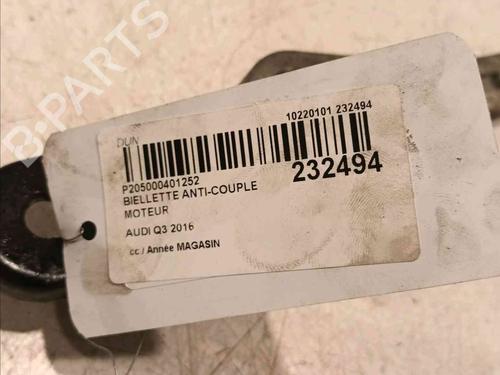 B-PARTS
DUN
10220101 232494
P205000401252
232494
BIELLETTE ANTI-COUPLE
MOTEUR
AUDI Q3 2016
cc / Année MAGASIN